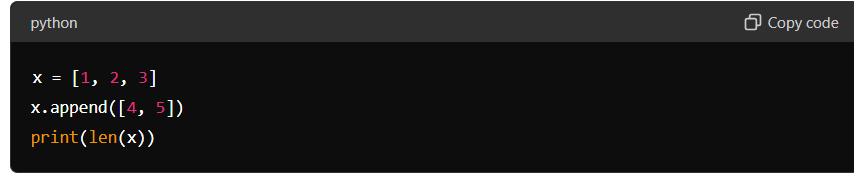 python
Copy code
x = [1, 2, 3]
x.append([4, 5])
print(len(x))